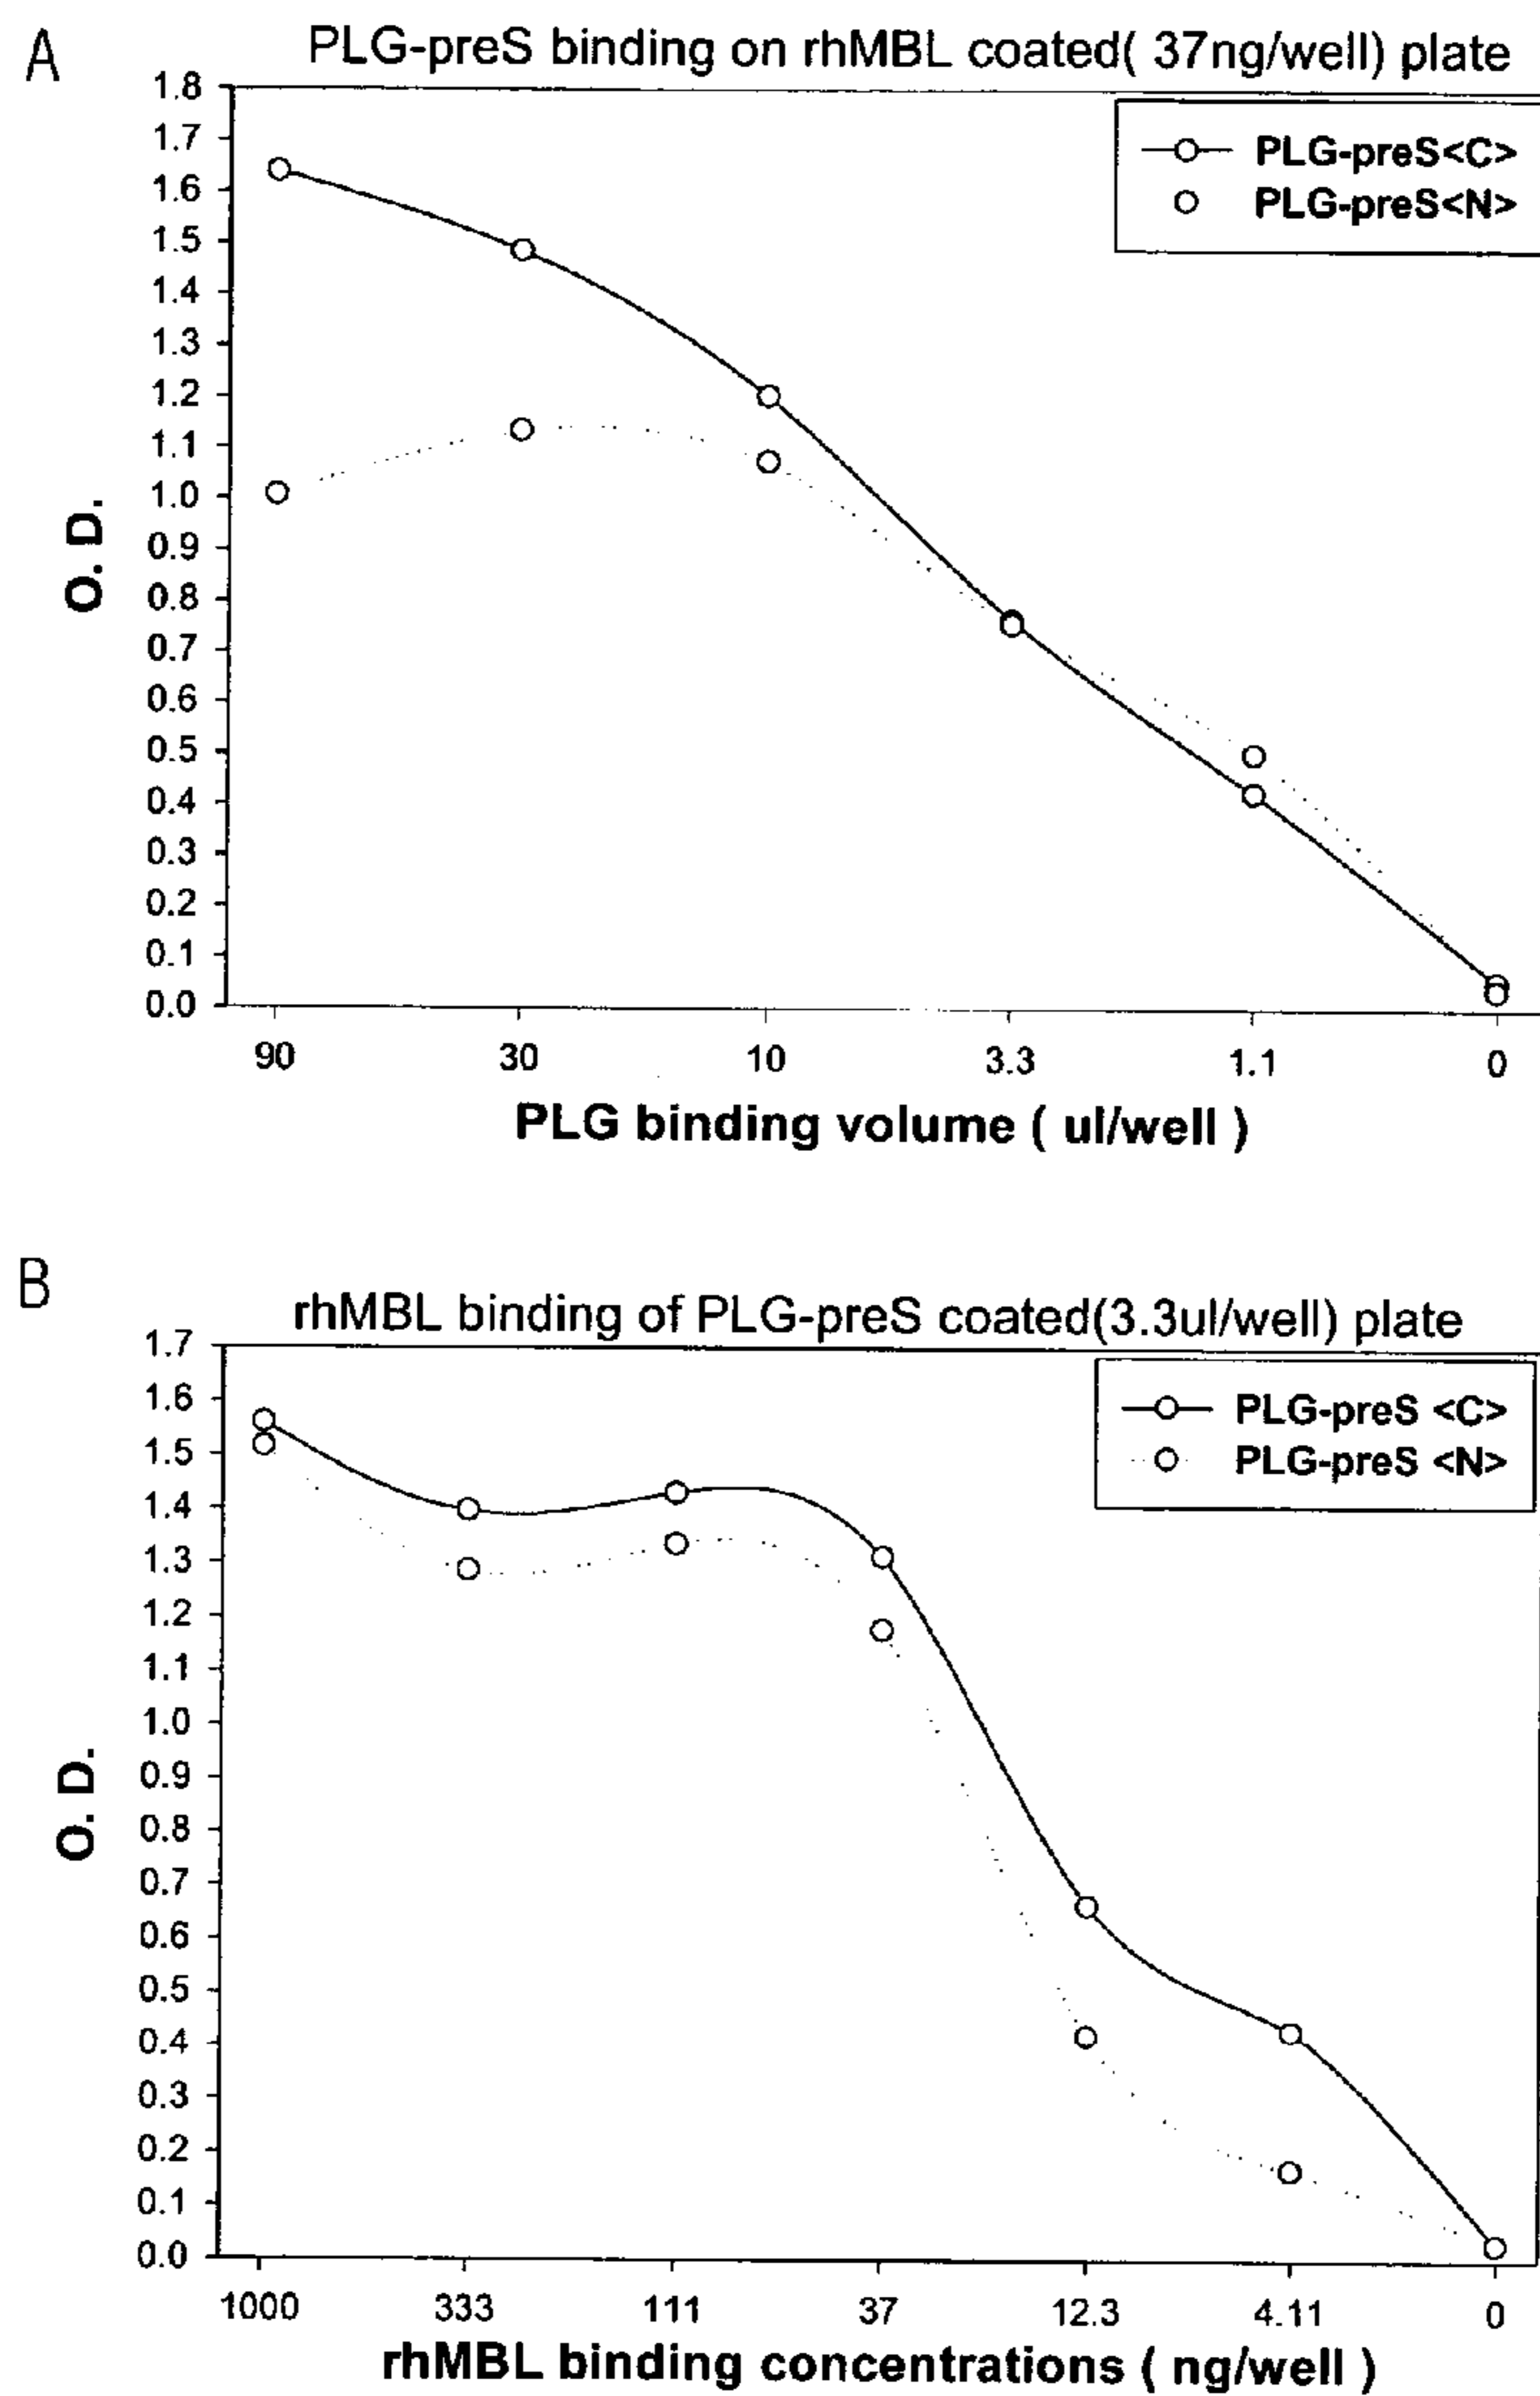 A
PLG-preS binding on rhMBL coated( 37ng/well) plate
1.8
1.7
1.6
1.5
1.4
1.3
1.2
1.1
1.0
0.9
0.8
0.7
0.6
0.5
0.4
0.3
0.2
0.1
0.0
O. D.
PLG-preS<C>
PLG-preS<N>
90 30 10 3.3 1.1 0
PLG binding volume ( ul/well )
B
rhMBL binding of PLG-preS coated(3.3ul/well) plate
1.7
1.6
1.5
1.4
1.3
1.2
1.1
1.0
0.9
0.8
0.7
0.6
0.5
0.4
0.3
0.2
0.1
0.0
O. D.
PLG-preS <C>
PLG-preS <N>
1000 333 111 37 12.3 4.11 0
rhMBL binding concentrations ( ng/well )